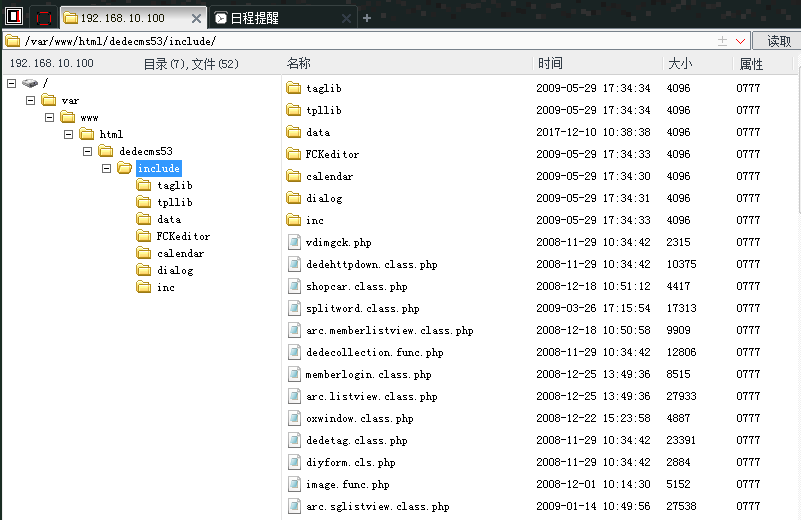 192.168.10.100 日程提醒
/var/www/html/dedecms53/include/ 读取
192.168.10.100 目录(7),文件(52) 名称 时间 大小 属性
/
var
www
html
dedecms53
include
taglib
tpllib
data
FCKeditor
calendar
dialog
inc
taglib 2009-05-29 17:34:34 4096 0777
tpllib 2009-05-29 17:34:34 4096 0777
data 2017-12-10 10:38:38 4096 0777
FCKeditor 2009-05-29 17:34:33 4096 0777
calendar 2009-05-29 17:34:30 4096 0777
dialog 2009-05-29 17:34:31 4096 0777
inc 2009-05-29 17:34:33 4096 0777
vdimgck.php 2008-11-29 10:34:42 2315 0777
dedehttpdown.class.php 2008-11-29 10:34:42 10375 0777
shopcar.class.php 2008-12-18 10:51:12 4417 0777
splitword.class.php 2009-03-26 17:15:54 17313 0777
arc.memberlistview.class.php 2008-12-18 10:50:58 9909 0777
dedecollection.func.php 2008-11-29 10:34:42 12806 0777
memberlogin.class.php 2008-12-25 13:49:36 8515 0777
arc.listview.class.php 2008-12-25 13:49:36 27933 0777
oxwindow.class.php 2008-12-22 15:23:58 4887 0777
dedetag.class.php 2008-11-29 10:34:42 23391 0777
diyform.cls.php 2008-11-29 10:34:42 2884 0777
image.func.php 2008-12-01 10:14:30 5152 0777
arc.sglistview.class.php 2009-01-14 10:49:56 27538 0777